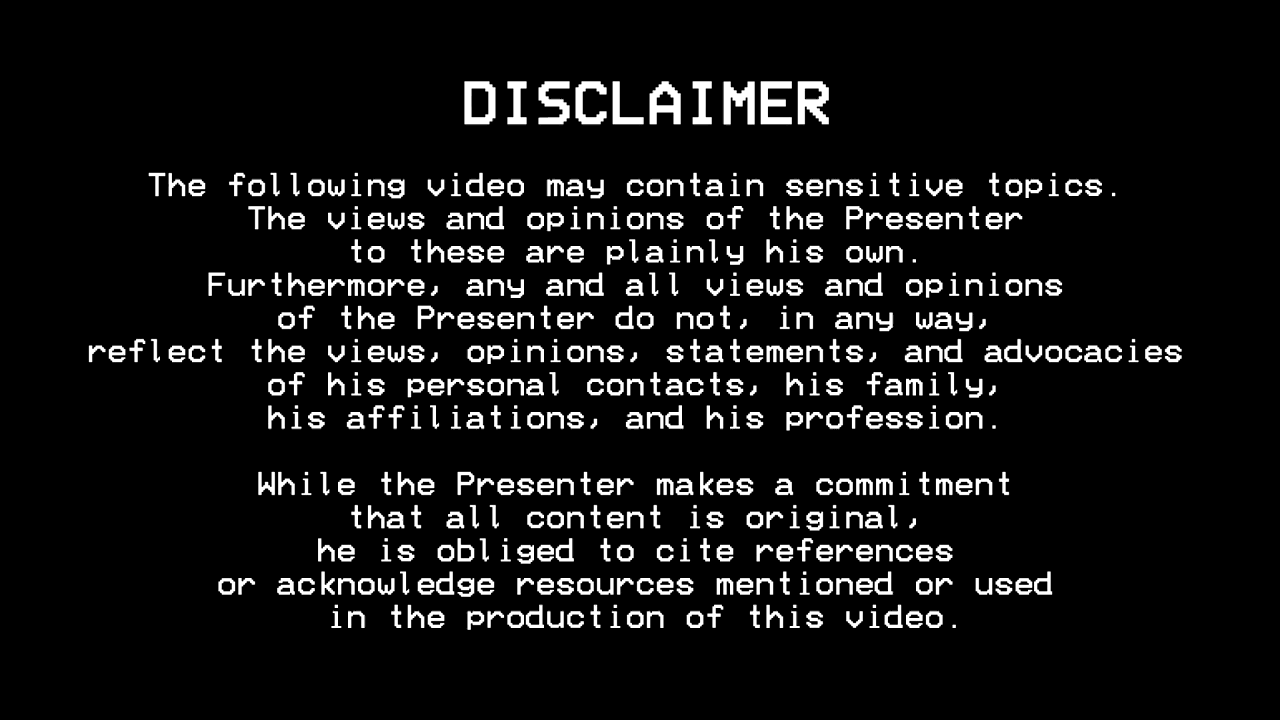 DISCLAIMER
The following video may contain sensitive topics.
The views and opinions of the Presenter
to these are plainly his own.
Furthermore, any and all views and opinions
of the Presenter do not, in any way,
reflect the views, opinions, statements, and advocacies
of his personal contacts, his family,
his affiliations, and his profession.
While the Presenter makes a commitment
that all content is original,
he is obliged to cite references
or acknowledge resources mentioned or used
in the production of this video.